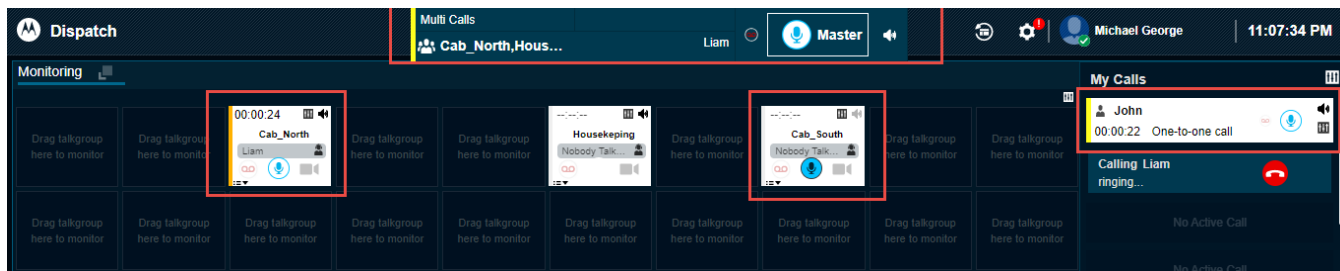 Dispatch
Multi Calls
Cab_North,Hous...
Liam
Master
Michael George
11:07:34 PM
Monitoring
My Calls
Drag talkgroup
here to monitor
Drag talkgroup
here to monitor
00:00:24
Cab_North
Liam
Drag talkgroup
here to monitor
Drag talkgroup
here to monitor
--:--:--
Housekeping
Nobody Talk...
Drag talkgroup
here to monitor
--:--:--
Cab_South
Nobody Talk...
Drag talkgroup
here to monitor
Drag talkgroup
here to monitor
John
00:00:22 One-to-one call
Calling Liam
ringing...
Drag talkgroup
here to monitor
Drag talkgroup
here to monitor
Drag talkgroup
here to monitor
Drag talkgroup
here to monitor
Drag talkgroup
here to monitor
Drag talkgroup
here to monitor
Drag talkgroup
here to monitor
Drag talkgroup
here to monitor
Drag talkgroup
here to monitor
Drag talkgroup
here to monitor
No Active Call
No Active Call